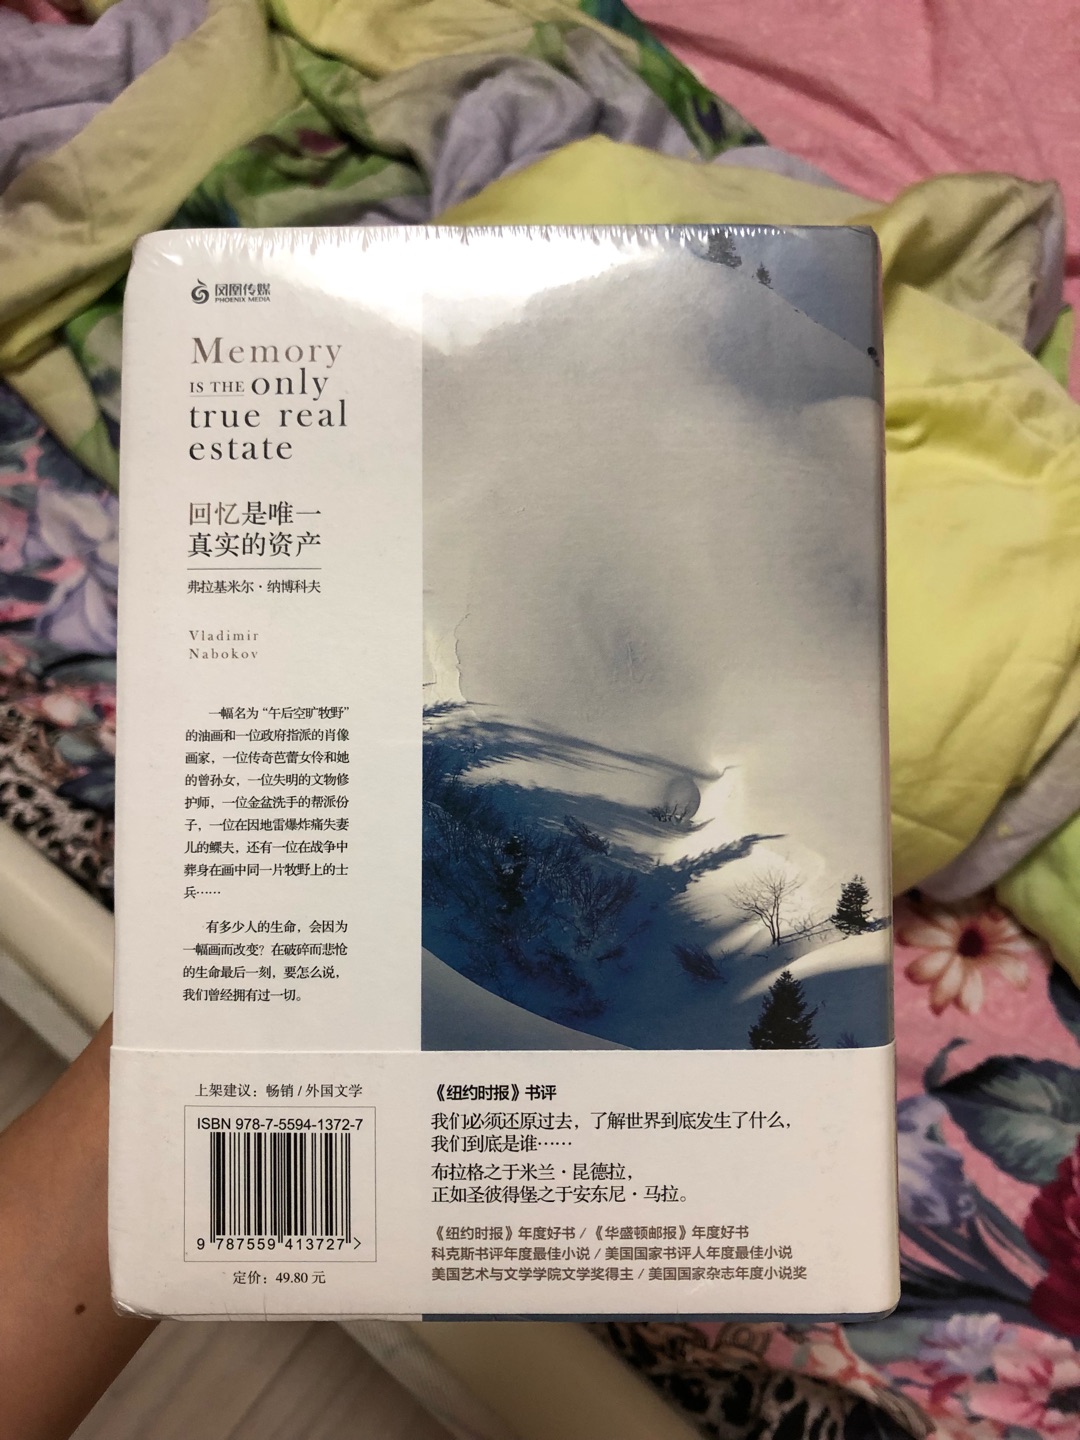 凤凰传媒
PHOENIX MEDIA
Memory
IS THE only
true real
estate
回忆是唯一
真实的资产
弗拉基米尔·纳博科夫
Vladimir
Nabokov
一幅名为“午后空旷牧野”
的油画和一位政府指派的肖像
画家，一位传奇芭蕾女伶和她
的曾孙女，一位失明的文物修
护师，一位金盆洗手的帮派份
子，一位在因地雷爆炸痛失妻
儿的鳏夫，还有一位在战争中
葬身在画中同一片牧野上的士
兵……
有多少人的生命，会因为
一幅画而改变？在破碎而悲怆
的生命最后一刻，要怎么说，
我们曾经拥有过一切。
上架建议：畅销/外国文学
ISBN 978-7-5594-1372-7
9 787559 413727 >
定价：49.80 元
《纽约时报》书评
我们必须还原过去，了解世界到底发生了什么，
我们到底是谁……
布拉格之于米兰·昆德拉，
正如圣彼得堡之于安东尼·马拉。
《纽约时报》年度好书 / 《华盛顿邮报》年度好书
科克斯书评年度最佳小说 / 美国国家书评人年度最佳小说
美国艺术与文学学院文学奖得主 / 美国国家杂志年度小说奖